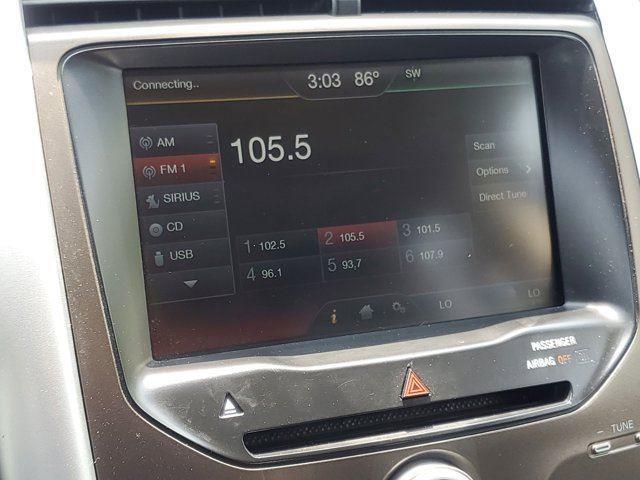 Connecting..
3:03 86° SW
AM
FM 1
SIRIUS
CD
USB
105.5
Scan
Options >
Direct Tune
1 102.5
2 105.5
3 101.5
4 96.1
5 93,7
6 107.9
i
LO
LO
PASSENGER
AIRBAG OFF
- TUNE